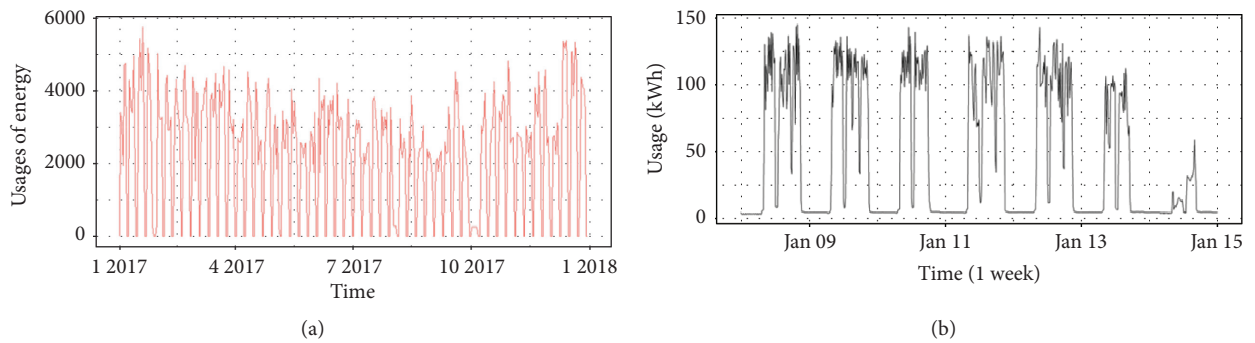 Usages of energy
6000
4000
2000
0
1 2017
4 2017
7 2017
10 2017
1 2018
Time
(a)
Usage (kWh)
150
100
50
0
Jan 09
Jan 11
Jan 13
Jan 15
Time (1 week)
(b)